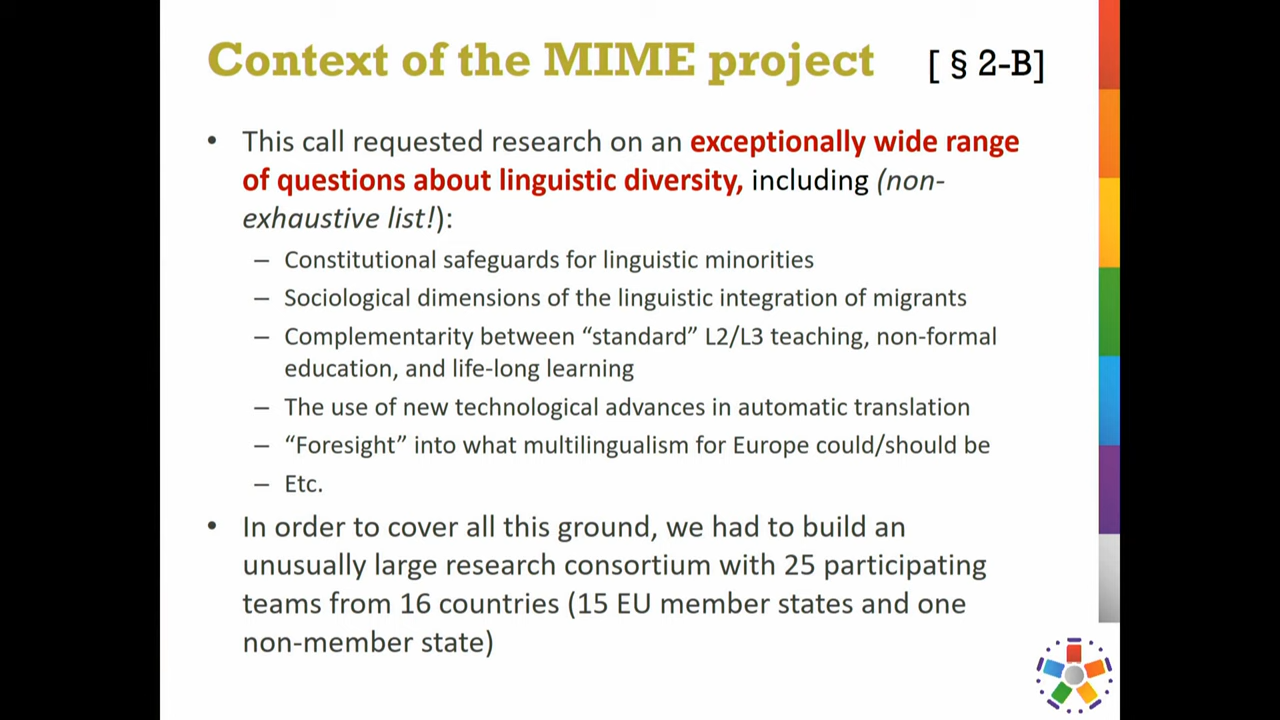 Context of the MIME project [ § 2-B]
• This call requested research on an exceptionally wide range
of questions about linguistic diversity, including (non-
exhaustive list!):
– Constitutional safeguards for linguistic minorities
– Sociological dimensions of the linguistic integration of migrants
– Complementarity between “standard” L2/L3 teaching, non-formal
education, and life-long learning
– The use of new technological advances in automatic translation
– “Foresight” into what multilingualism for Europe could/should be
– Etc.
• In order to cover all this ground, we had to build an
unusually large research consortium with 25 participating
teams from 16 countries (15 EU member states and one
non-member state)